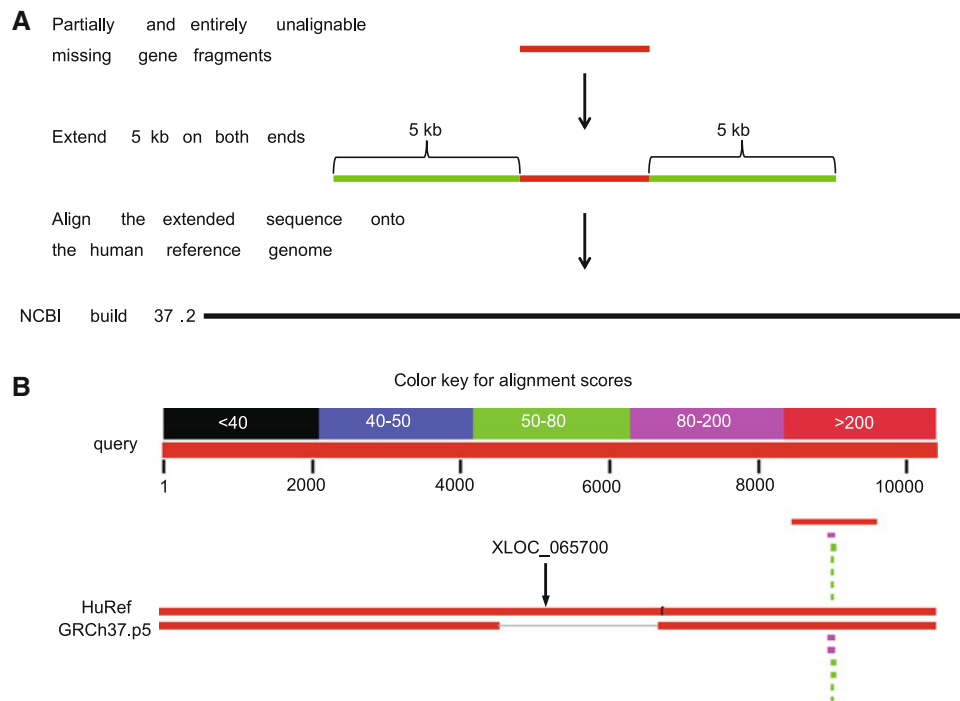 A
Partially and entirely unalignable
missing gene fragments
Extend 5 kb on both ends
5 kb
5 kb
Align the extended sequence onto
the human reference genome
NCBI build 37 .2
B
Color key for alignment scores
<40 40-50 50-80 80-200 >200
query
1 2000 4000 6000 8000 10000
XLOC_065700
HuRef
GRCh37.p5